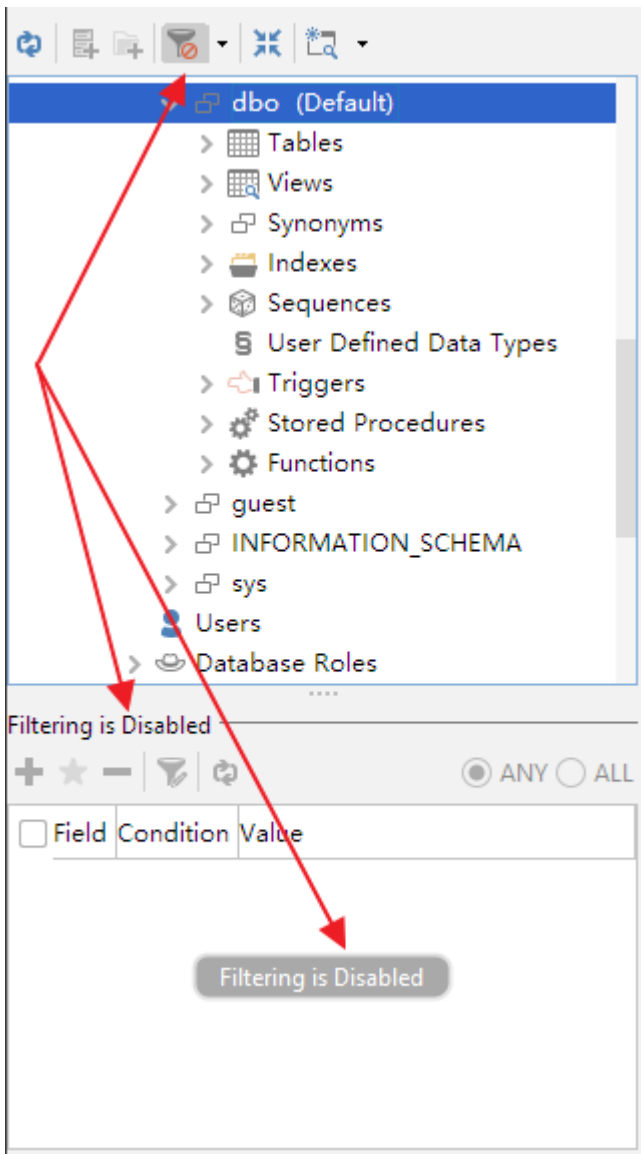 dbo (Default)
Tables
Views
Synonyms
Indexes
Sequences
User Defined Data Types
Triggers
Stored Procedures
Functions
guest
INFORMATION_SCHEMA
sys
Users
Database Roles
Filtering is Disabled
ANY ALL
Field Condition Value
Filtering is Disabled